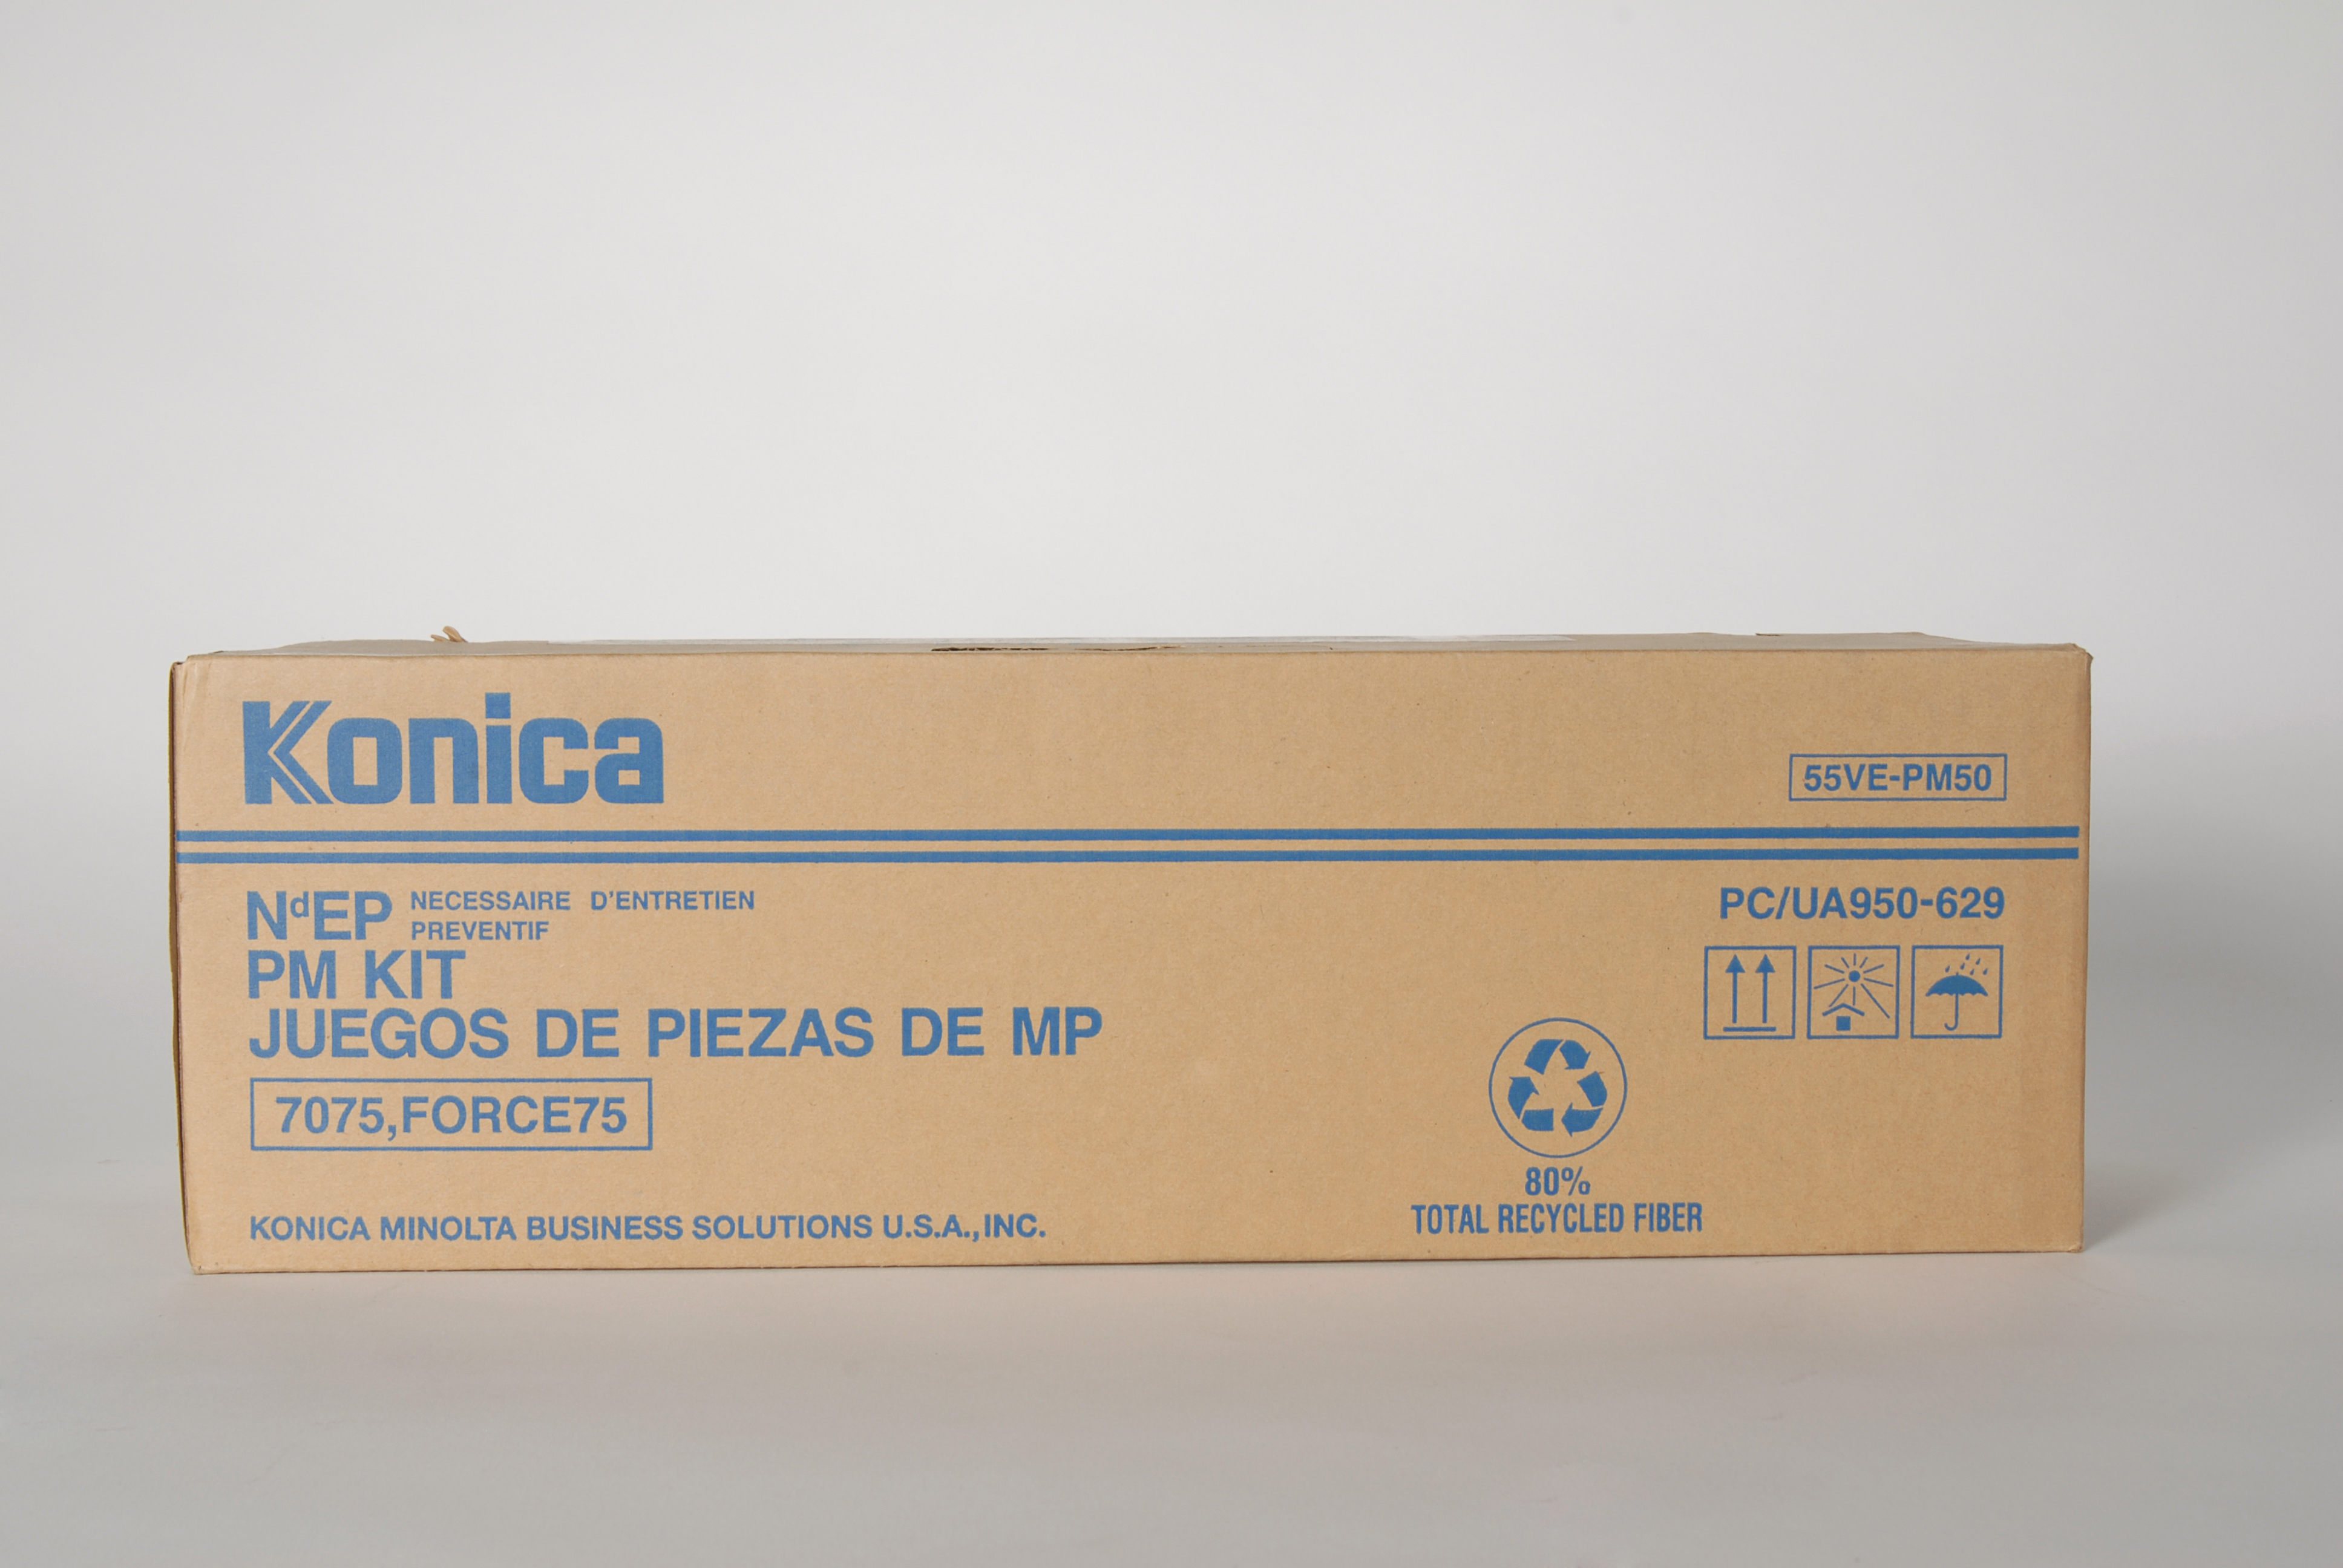 Konica
55VE-PM50
NdEP NECESSAIRE D'ENTRETIEN
PREVENTIF
PM KIT
JUEGOS DE PIEZAS DE MP
7075,FORCE75
KONICA MINOLTA BUSINESS SOLUTIONS U.S.A.,INC.
PC/UA950-629
80%
TOTAL RECYCLED FIBER